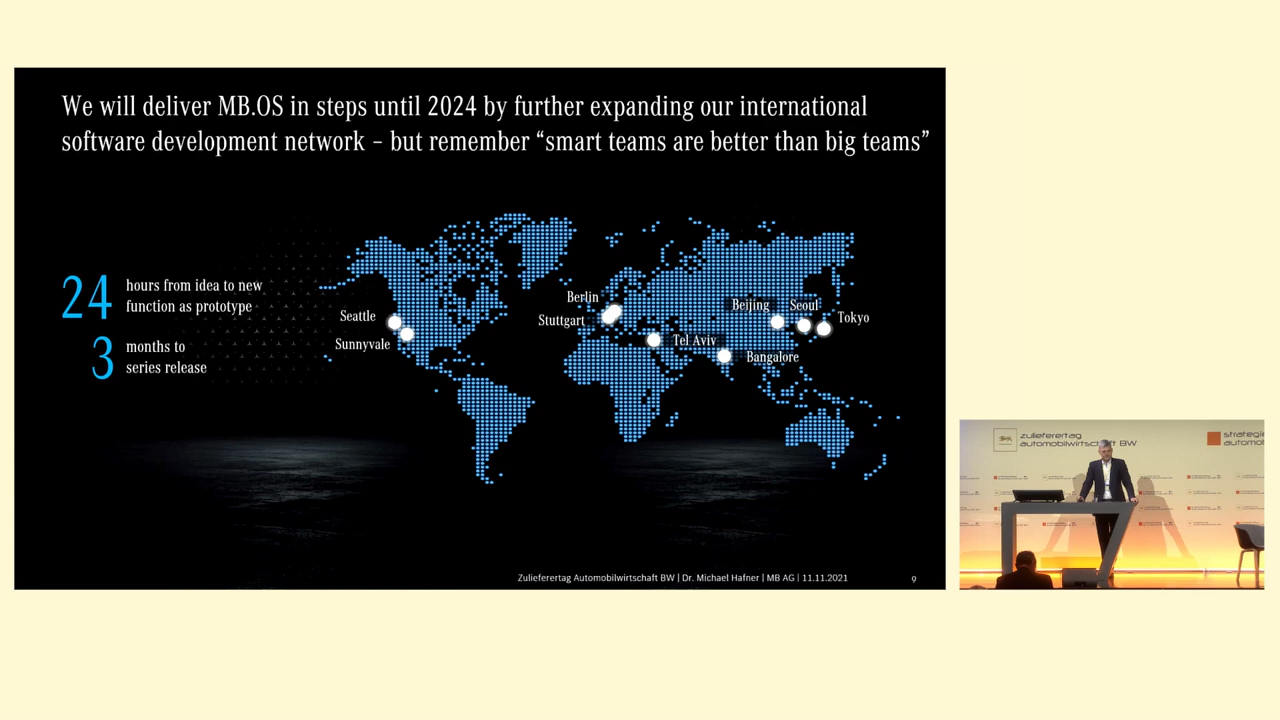 We will deliver MB.OS in steps until 2024 by further expanding our international
software development network – but remember “smart teams are better than big teams”
24
hours from idea to new
function as prototype
3
months to
series release
Seattle
Sunnyvale
Berlin
Stuttgart
Tel Aviv
Beijing
Seoul
Tokyo
Bangalore
Zulieferertag Automobilwirtschaft BW | Dr. Michael Hafner | MB AG | 11.11.2021
9
zulieferertag
automobilwirtschaft BW
strategie
automo